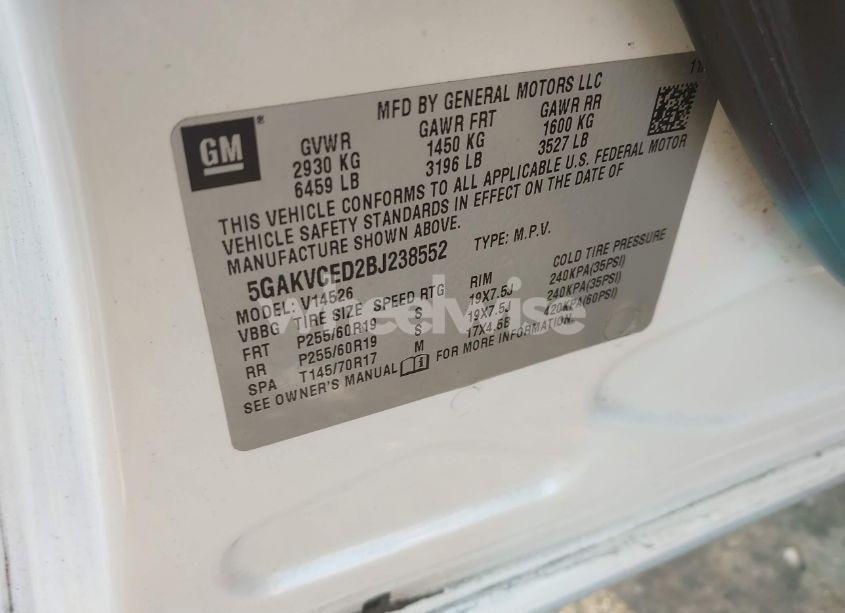 MFD BY GENERAL MOTORS LLC
GM
GVWR GAWR FRT GAWR RR
2930 KG 1450 KG 1600 KG
6459 LB 3196 LB 3527 LB
THIS VEHICLE CONFORMS TO ALL APPLICABLE U.S. FEDERAL MOTOR
VEHICLE SAFETY STANDARDS IN EFFECT ON THE DATE OF
MANUFACTURE SHOWN ABOVE.
5GAKVCED2BJ238552 TYPE: M.P.V.
MODEL: V14526
VBBG TIRE SIZE SPEED RTG RIM COLD TIRE PRESSURE
FRT P255/60R19 S 19X7.5J 240KPA(35PSI)
RR P255/60R19 S 19X7.5J 240KPA(35PSI)
SPA T145/70R17 M 17X4.5B 420KPA(60PSI)
SEE OWNER'S MANUAL FOR MORE INFORMATION.
wheelwise